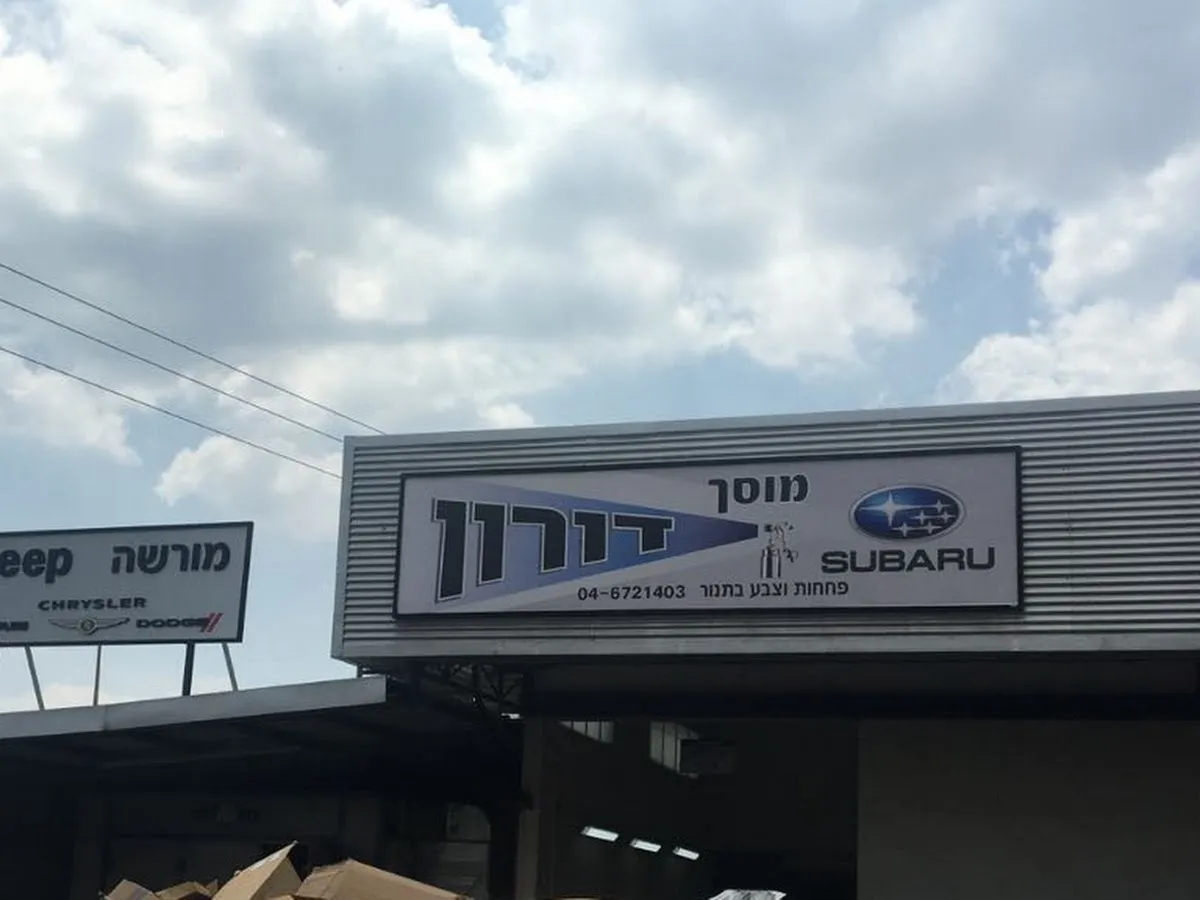 מוסך
דורון
SUBARU
פחחות וצבע בתנור 04-6721403
eep מורשה
CHRYSLER
DODGE